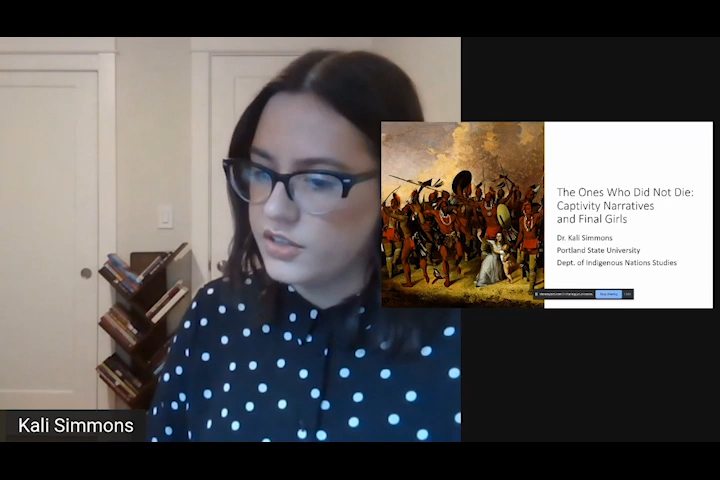 The Ones Who Did Not Die:
Captivity Narratives
and Final Girls
Dr. Kali Simmons
Portland State University
Dept. of Indigenous Nations Studies
Kali Simmons